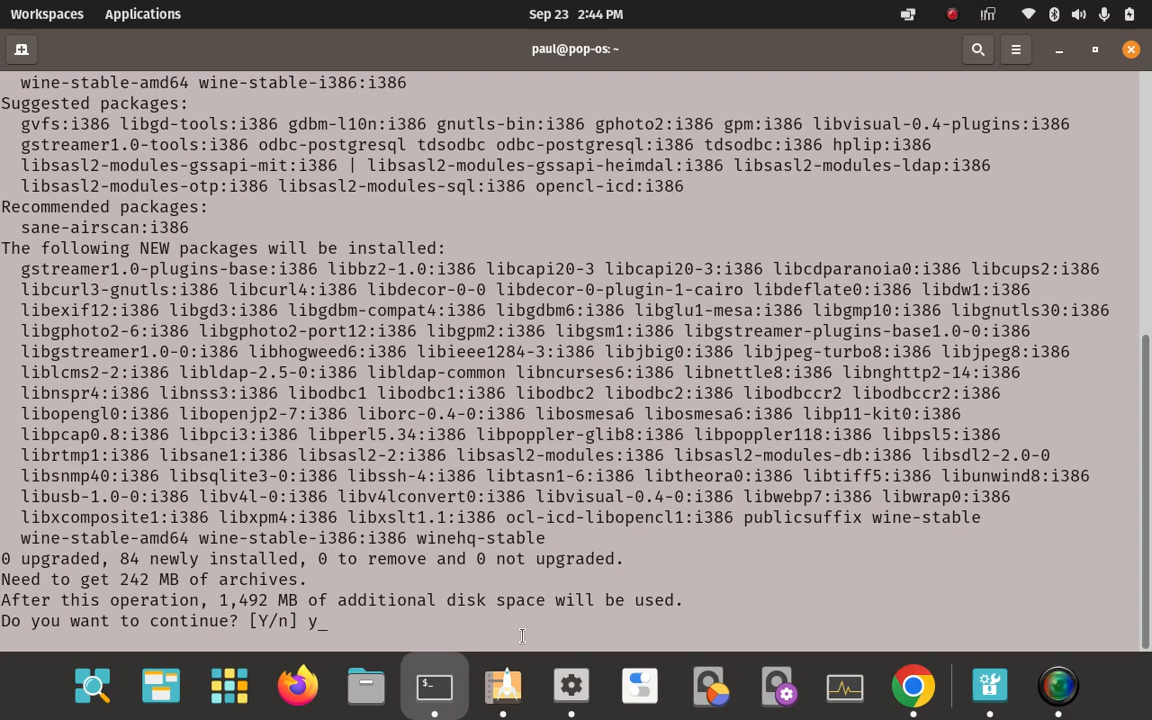 Workspaces Applications Sep 23 2:44 PM
paul@pop-os: ~
wine-stable-amd64 wine-stable-i386:i386
Suggested packages:
gvfs:i386 libgd-tools:i386 gdbm-l10n:i386 gnutls-bin:i386 gphoto2:i386 gpm:i386 libvisual-0.4-plugins:i386
gstreamer1.0-tools:i386 odbc-postgresql tdsodbc odbc-postgresql:i386 tdsodbc:i386 hplip:i386
libsasl2-modules-gssapi-mit:i386 | libsasl2-modules-gssapi-heimdal:i386 libsasl2-modules-ldap:i386
libsasl2-modules-otp:i386 libsasl2-modules-sql:i386 opencl-icd:i386
Recommended packages:
sane-airscan:i386
The following NEW packages will be installed:
gstreamer1.0-plugins-base:i386 libbz2-1.0:i386 libcapi20-3 libcapi20-3:i386 libcdparanoia0:i386 libcups2:i386
libcurl3-gnutls:i386 libcurl4:i386 libdecor-0-0 libdecor-0-plugin-1-cairo libdeflate0:i386 libdw1:i386
libexif12:i386 libgd3:i386 libgdbm-compat4:i386 libgdbm6:i386 libglu1-mesa:i386 libgmp10:i386 libgnutls30:i386
libgphoto2-6:i386 libgphoto2-port12:i386 libgpm2:i386 libgsm1:i386 libgstreamer-plugins-base1.0-0:i386
libgstreamer1.0-0:i386 libhogweed6:i386 libieee1284-3:i386 libjbig0:i386 libjpeg-turbo8:i386 libjpeg8:i386
liblcms2-2:i386 libldap-2.5-0:i386 libldap-common libncurses6:i386 libnettle8:i386 libnghttp2-14:i386
libnspr4:i386 libnss3:i386 libodbc1 libodbc1:i386 libodbc2 libodbc2:i386 libodbccr2 libodbccr2:i386
libopengl0:i386 libopenjp2-7:i386 liborc-0.4-0:i386 libosmesa6 libosmesa6:i386 libp11-kit0:i386
libpcap0.8:i386 libpci3:i386 libperl5.34:i386 libpoppler-glib8:i386 libpoppler118:i386 libpsl5:i386
librtmp1:i386 libsane1:i386 libsasl2-2:i386 libsasl2-modules:i386 libsasl2-modules-db:i386 libsdl2-2.0-0
libsnmp40:i386 libsqlite3-0:i386 libssh-4:i386 libtasn1-6:i386 libtheora0:i386 libtiff5:i386 libunwind8:i386
libusb-1.0-0:i386 libv4l-0:i386 libv4lconvert0:i386 libvisual-0.4-0:i386 libwebp7:i386 libwrap0:i386
libxcomposite1:i386 libxpm4:i386 libxslt1.1:i386 ocl-icd-libopencl1:i386 publicsuffix wine-stable
wine-stable-amd64 wine-stable-i386:i386 winehq-stable
0 upgraded, 84 newly installed, 0 to remove and 0 not upgraded.
Need to get 242 MB of archives.
After this operation, 1,492 MB of additional disk space will be used.
Do you want to continue? [Y/n] y_